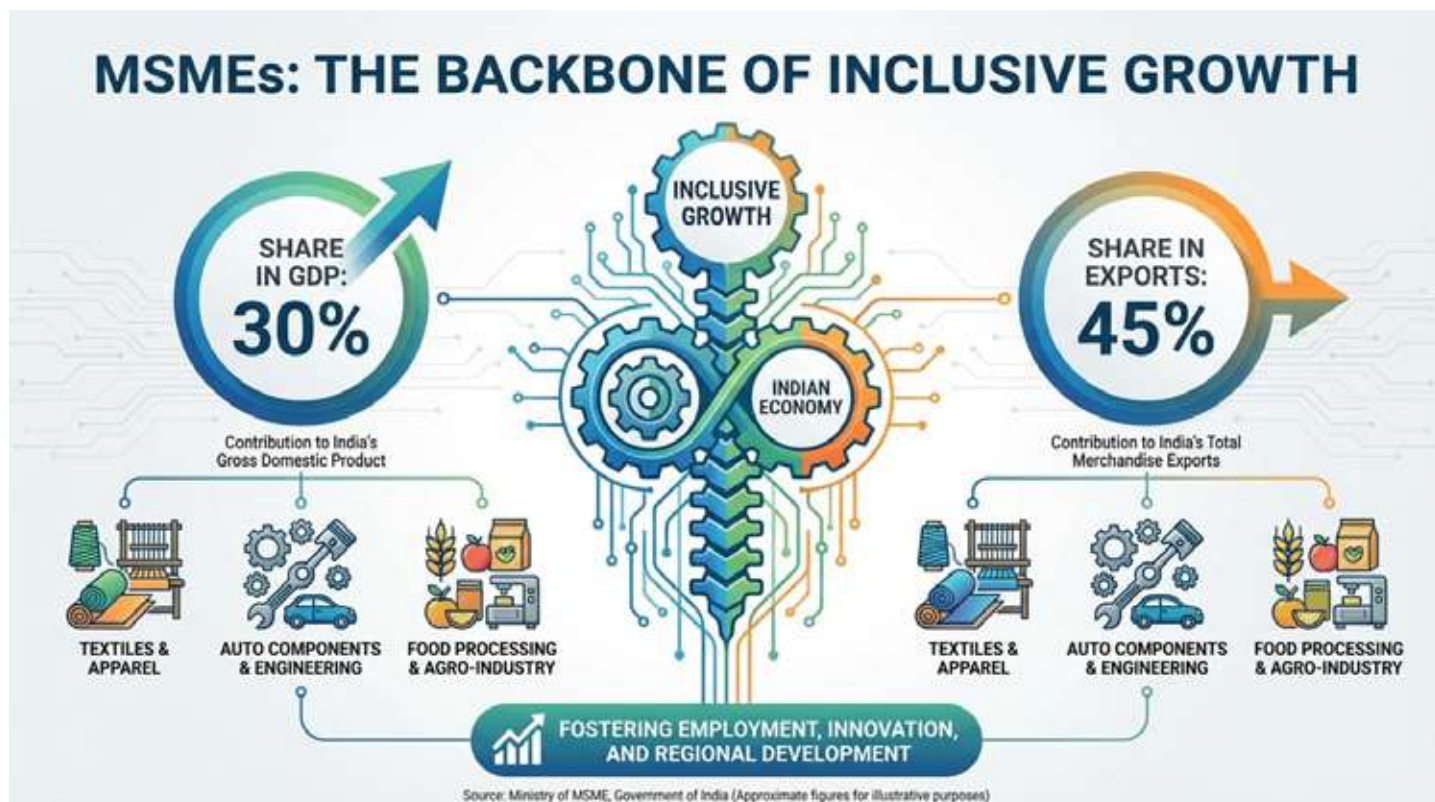 MSMEs: THE BACKBONE OF INCLUSIVE GROWTH
SHARE
IN GDP:
30%
Contribution to India's
Gross Domestic Product
TEXTILES &
APPAREL
AUTO COMPONENTS
& ENGINEERING
FOOD PROCESSING
& AGRO-INDUSTRY
INCLUSIVE
GROWTH
INDIAN
ECONOMY
SHARE IN
EXPORTS:
45%
Contribution to India's Total
Merchandise Exports
TEXTILES &
APPAREL
AUTO COMPONENTS
& ENGINEERING
FOOD PROCESSING
& AGRO-INDUSTRY
FOSTERING EMPLOYMENT, INNOVATION,
AND REGIONAL DEVELOPMENT
Source: Ministry of MSME, Government of India (Approximate figures for illustrative purposes)